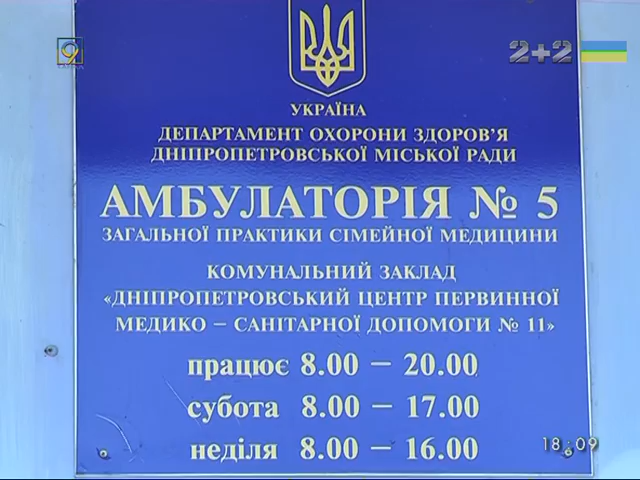 9
2+2
УКРАЇНА
ДЕПАРТАМЕНТ ОХОРОНИ ЗДОРОВ'Я
ДНІПРОПЕТРОВСЬКОЇ МІСЬКОЇ РАДИ
АМБУЛАТОРІЯ № 5
ЗАГАЛЬНОЇ ПРАКТИКИ СІМЕЙНОЇ МЕДИЦИНИ
КОМУНАЛЬНИЙ ЗАКЛАД
«ДНІПРОПЕТРОВСЬКИЙ ЦЕНТР ПЕРВИННОЇ
МЕДИКО – САНІТАРНОЇ ДОПОМОГИ № 11»
працює 8.00 – 20.00
субота 8.00 – 17.00
неділя 8.00 – 16.00
18:09